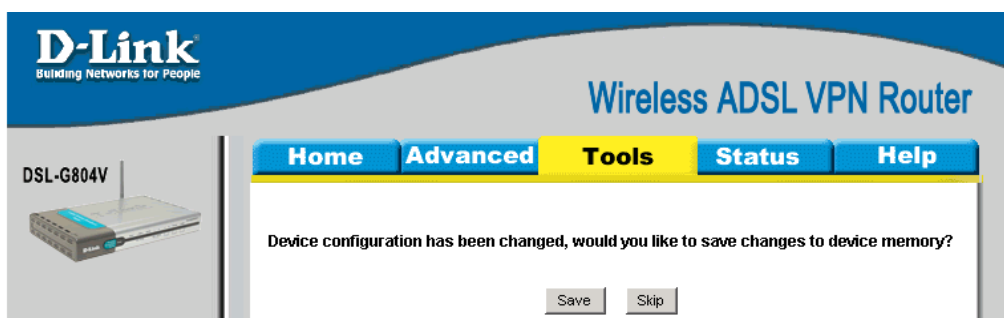 D-Link
Building Networks for People
Wireless ADSL VPN Router
DSL-G804V
Home Advanced Tools Status Help
Device configuration has been changed, would you like to save changes to device memory?
Save Skip